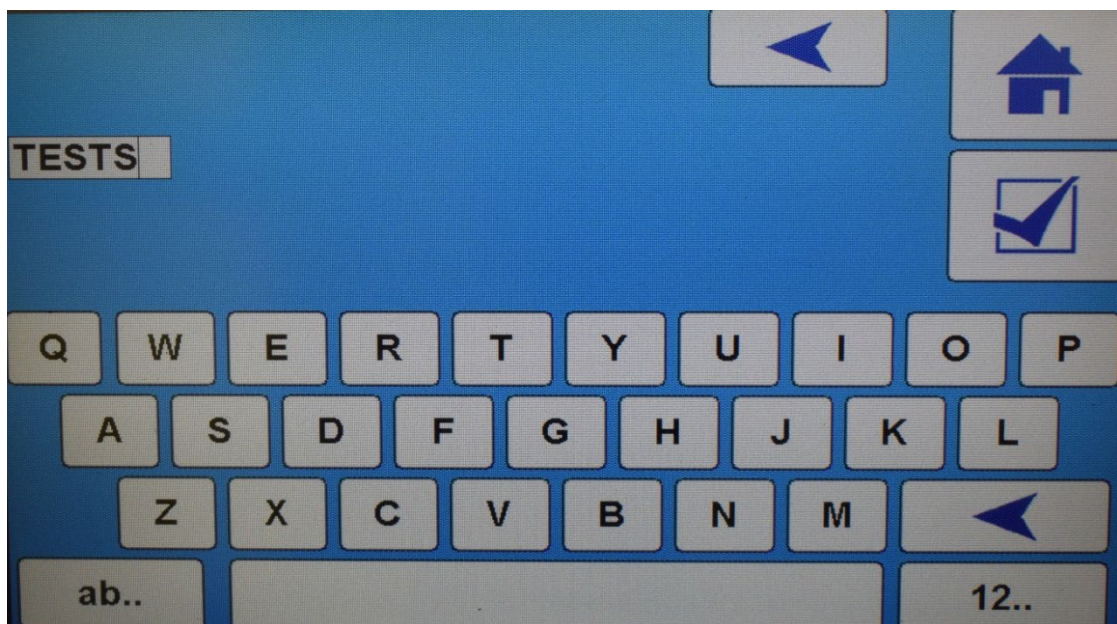 TESTS
Q W E R T Y U I O P
A S D F G H J K L
Z X C V B N M
ab.. 12..